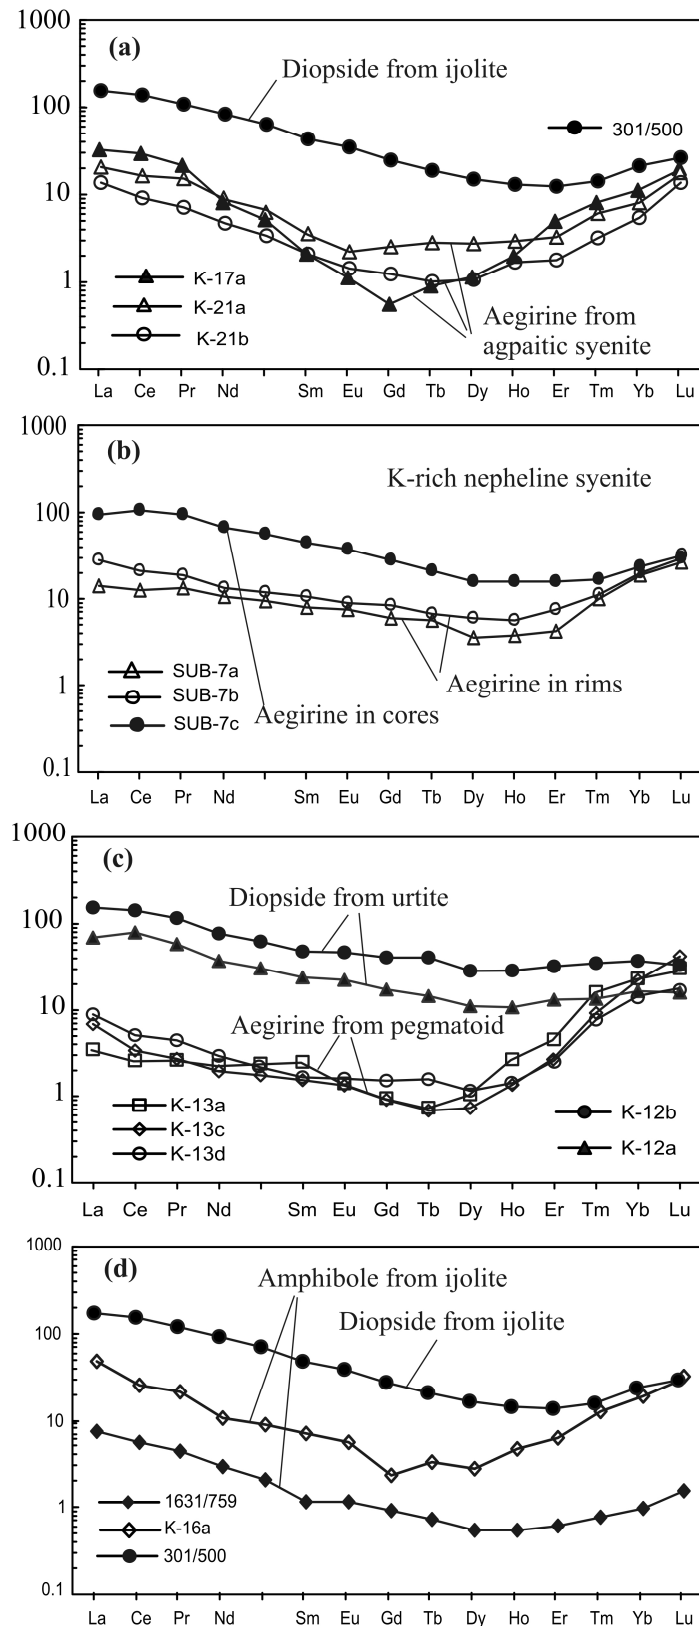 1000
(a)
Diopside from ijolite
100
301/500
10
K-17a
1
K-21a
Aegirine from
K-21b
agpaitic syenite
0.1
La Ce Pr Nd Sm Eu Gd Tb Dy Ho Er Tm Yb Lu
1000
(b)
K-rich nepheline syenite
100
10
SUB-7a
1
SUB-7b
Aegirine in rims
SUB-7c
Aegirine in cores
0.1
La Ce Pr Nd Sm Eu Gd Tb Dy Ho Er Tm Yb Lu
1000
(c)
Diopside from urtite
100
10
Aegirine from pegmatoid
1
K-13a
K-12b
K-13c
K-12a
K-13d
0.1
La Ce Pr Nd Sm Eu Gd Tb Dy Ho Er Tm Yb Lu
1000
(d)
Amphibole from ijolite
Diopside from ijolite
100
10
1
1631/759
K-16a
301/500
0.1
La Ce Pr Nd Sm Eu Gd Tb Dy Ho Er Tm Yb Lu